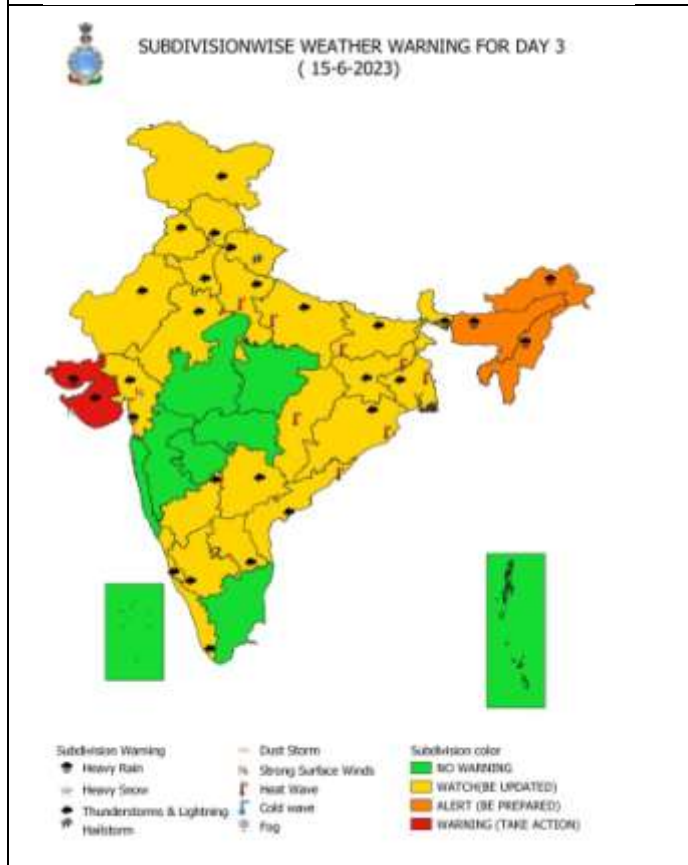 SUBDIVISIONWISE WEATHER WARNING FOR DAY 3
( 15-6-2023)
Subdivision Warning
Heavy Rain
Heavy Snow
Thunderstorms & Lightning
Hailstorm
Dust Storm
Strong Surface Winds
Heat Wave
Cold wave
Fog
Subdivision color
NO WARNING
WATCH(BE UPDATED)
ALERT (BE PREPARED)
WARNING (TAKE ACTION)